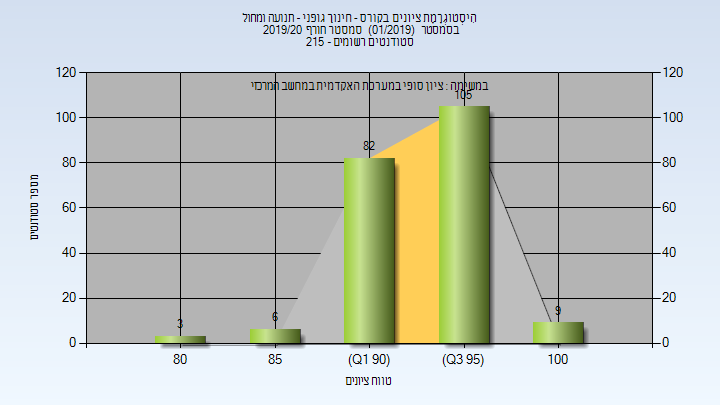 היסטוגרמת ציונים בקורס - חינוך גופני - תנועה ומחול
בסמסטר (01/2019) סמסטר חורף 2019/20
סטודנטים רשומים - 215
במשימה : ציון סופי במערכת האקדמית במחשב המרכזי
120
100
80
60
40
20
0
120
100
80
60
40
20
0
מספר סטודנטים
3
6
82
105
9
80
85
(Q1 90)
(Q3 95)
100
טווח ציונים